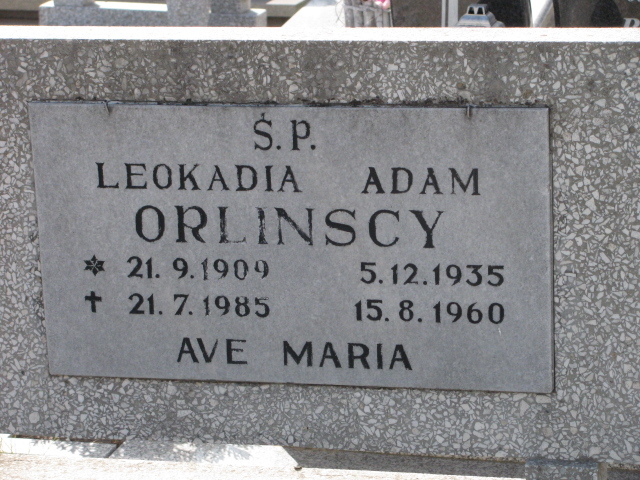 Ś.P.
LEOKADIA ADAM
ORLINSCY
21.9.1909 5.12.1935
21.7.1985 15.8.1960
AVE MARIA